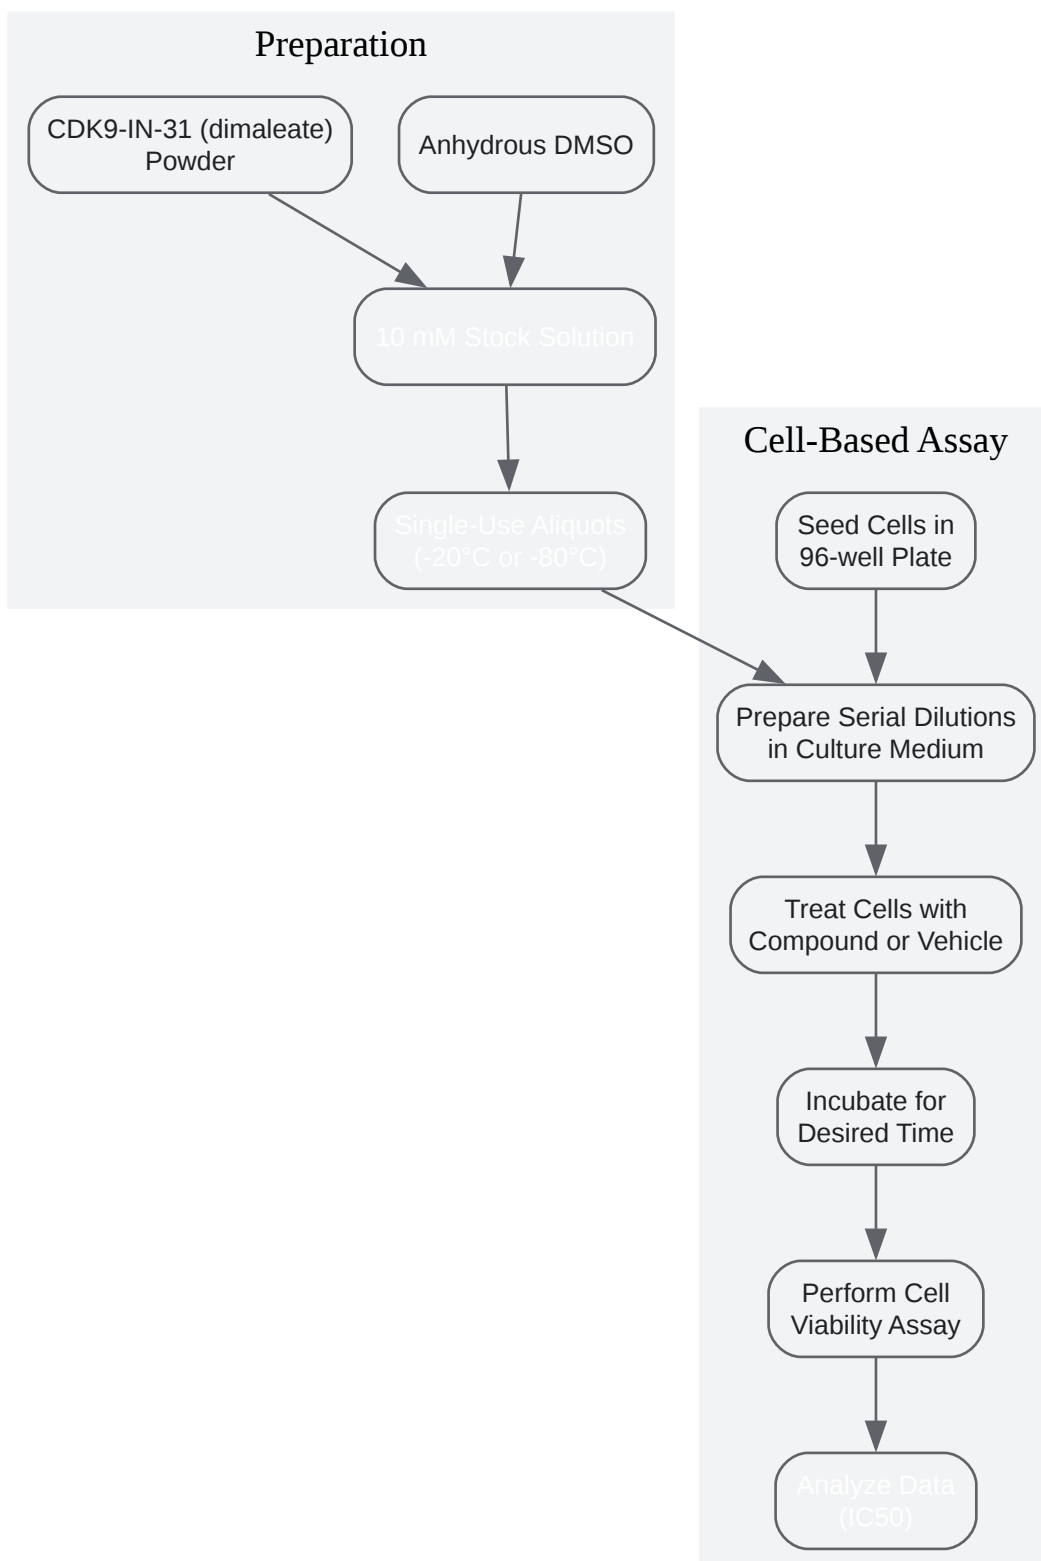 Preparation
CDK9-IN-31 (dimaleate)
Powder
Anhydrous DMSO
10 mM Stock Solution
Single-Use Aliquots
(-20°C or -80°C)
Cell-Based Assay
Seed Cells in
96-well Plate
Prepare Serial Dilutions
in Culture Medium
Treat Cells with
Compound or Vehicle
Incubate for
Desired Time
Perform Cell
Viability Assay
Analyze Data
(IC50)